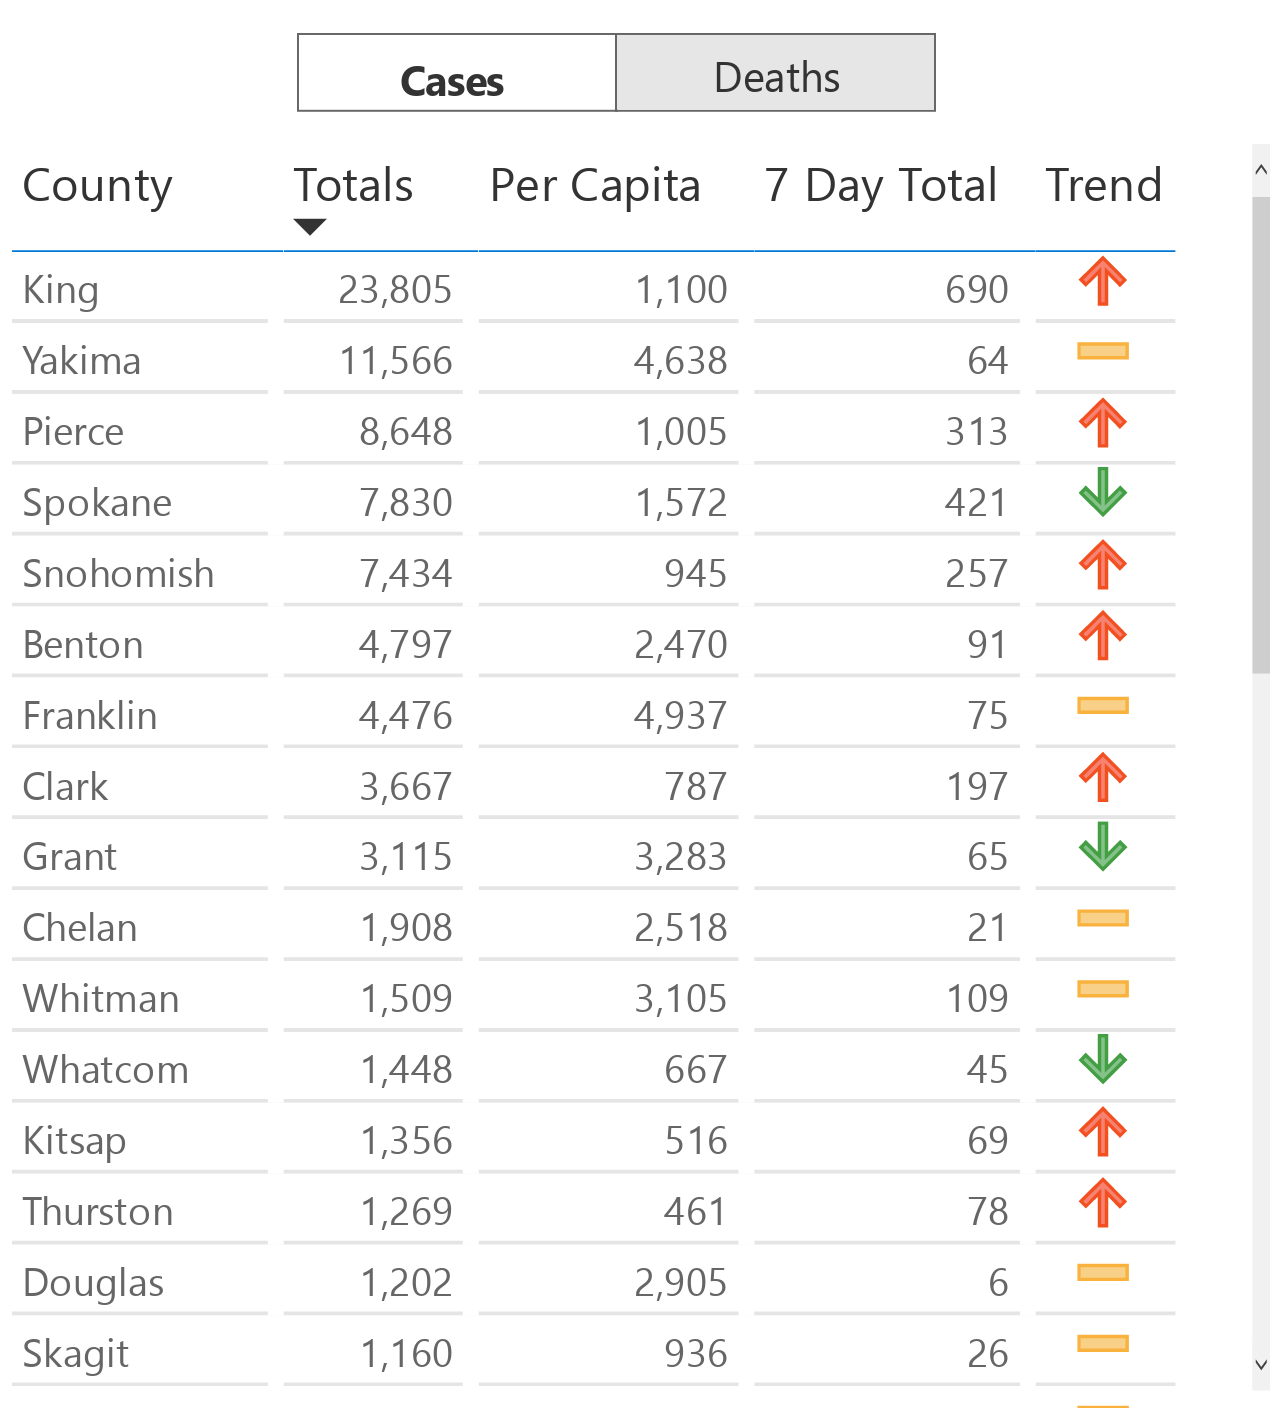 Cases Deaths
County Totals Per Capita 7 Day Total Trend
King 23,805 1,100 690
Yakima 11,566 4,638 64
Pierce 8,648 1,005 313
Spokane 7,830 1,572 421
Snohomish 7,434 945 257
Benton 4,797 2,470 91
Franklin 4,476 4,937 75
Clark 3,667 787 197
Grant 3,115 3,283 65
Chelan 1,908 2,518 21
Whitman 1,509 3,105 109
Whatcom 1,448 667 45
Kitsap 1,356 516 69
Thurston 1,269 461 78
Douglas 1,202 2,905 6
Skagit 1,160 936 26